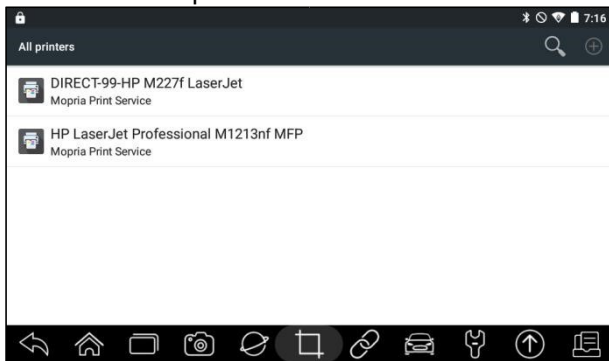 7:16
All printers
DIRECT-99-HP M227f LaserJet
Mopria Print Service
HP LaserJet Professional M1213nf MFP
Mopria Print Service